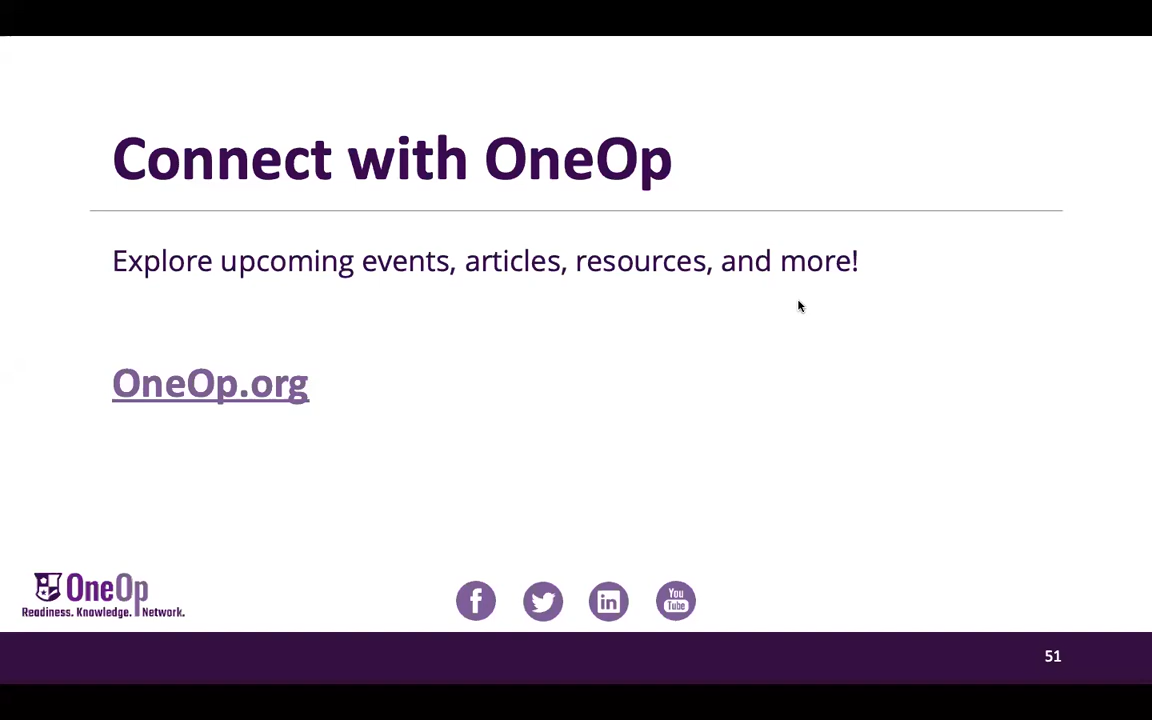 Connect with OneOp
Explore upcoming events, articles, resources, and more!
OneOp.org
OneOp
Readiness. Knowledge. Network.
f
in
You
Tube
51